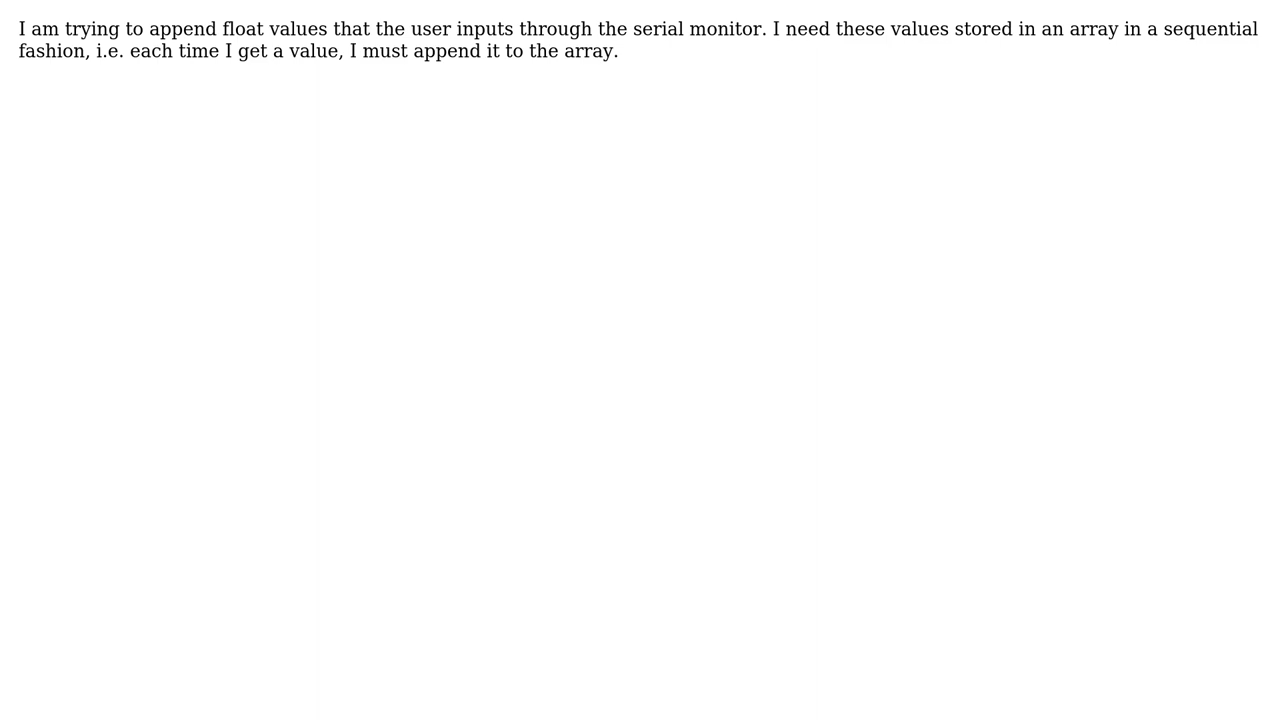 I am trying to append float values that the user inputs through the serial monitor. I need these values stored in an array in a sequential
fashion, i.e. each time I get a value, I must append it to the array.